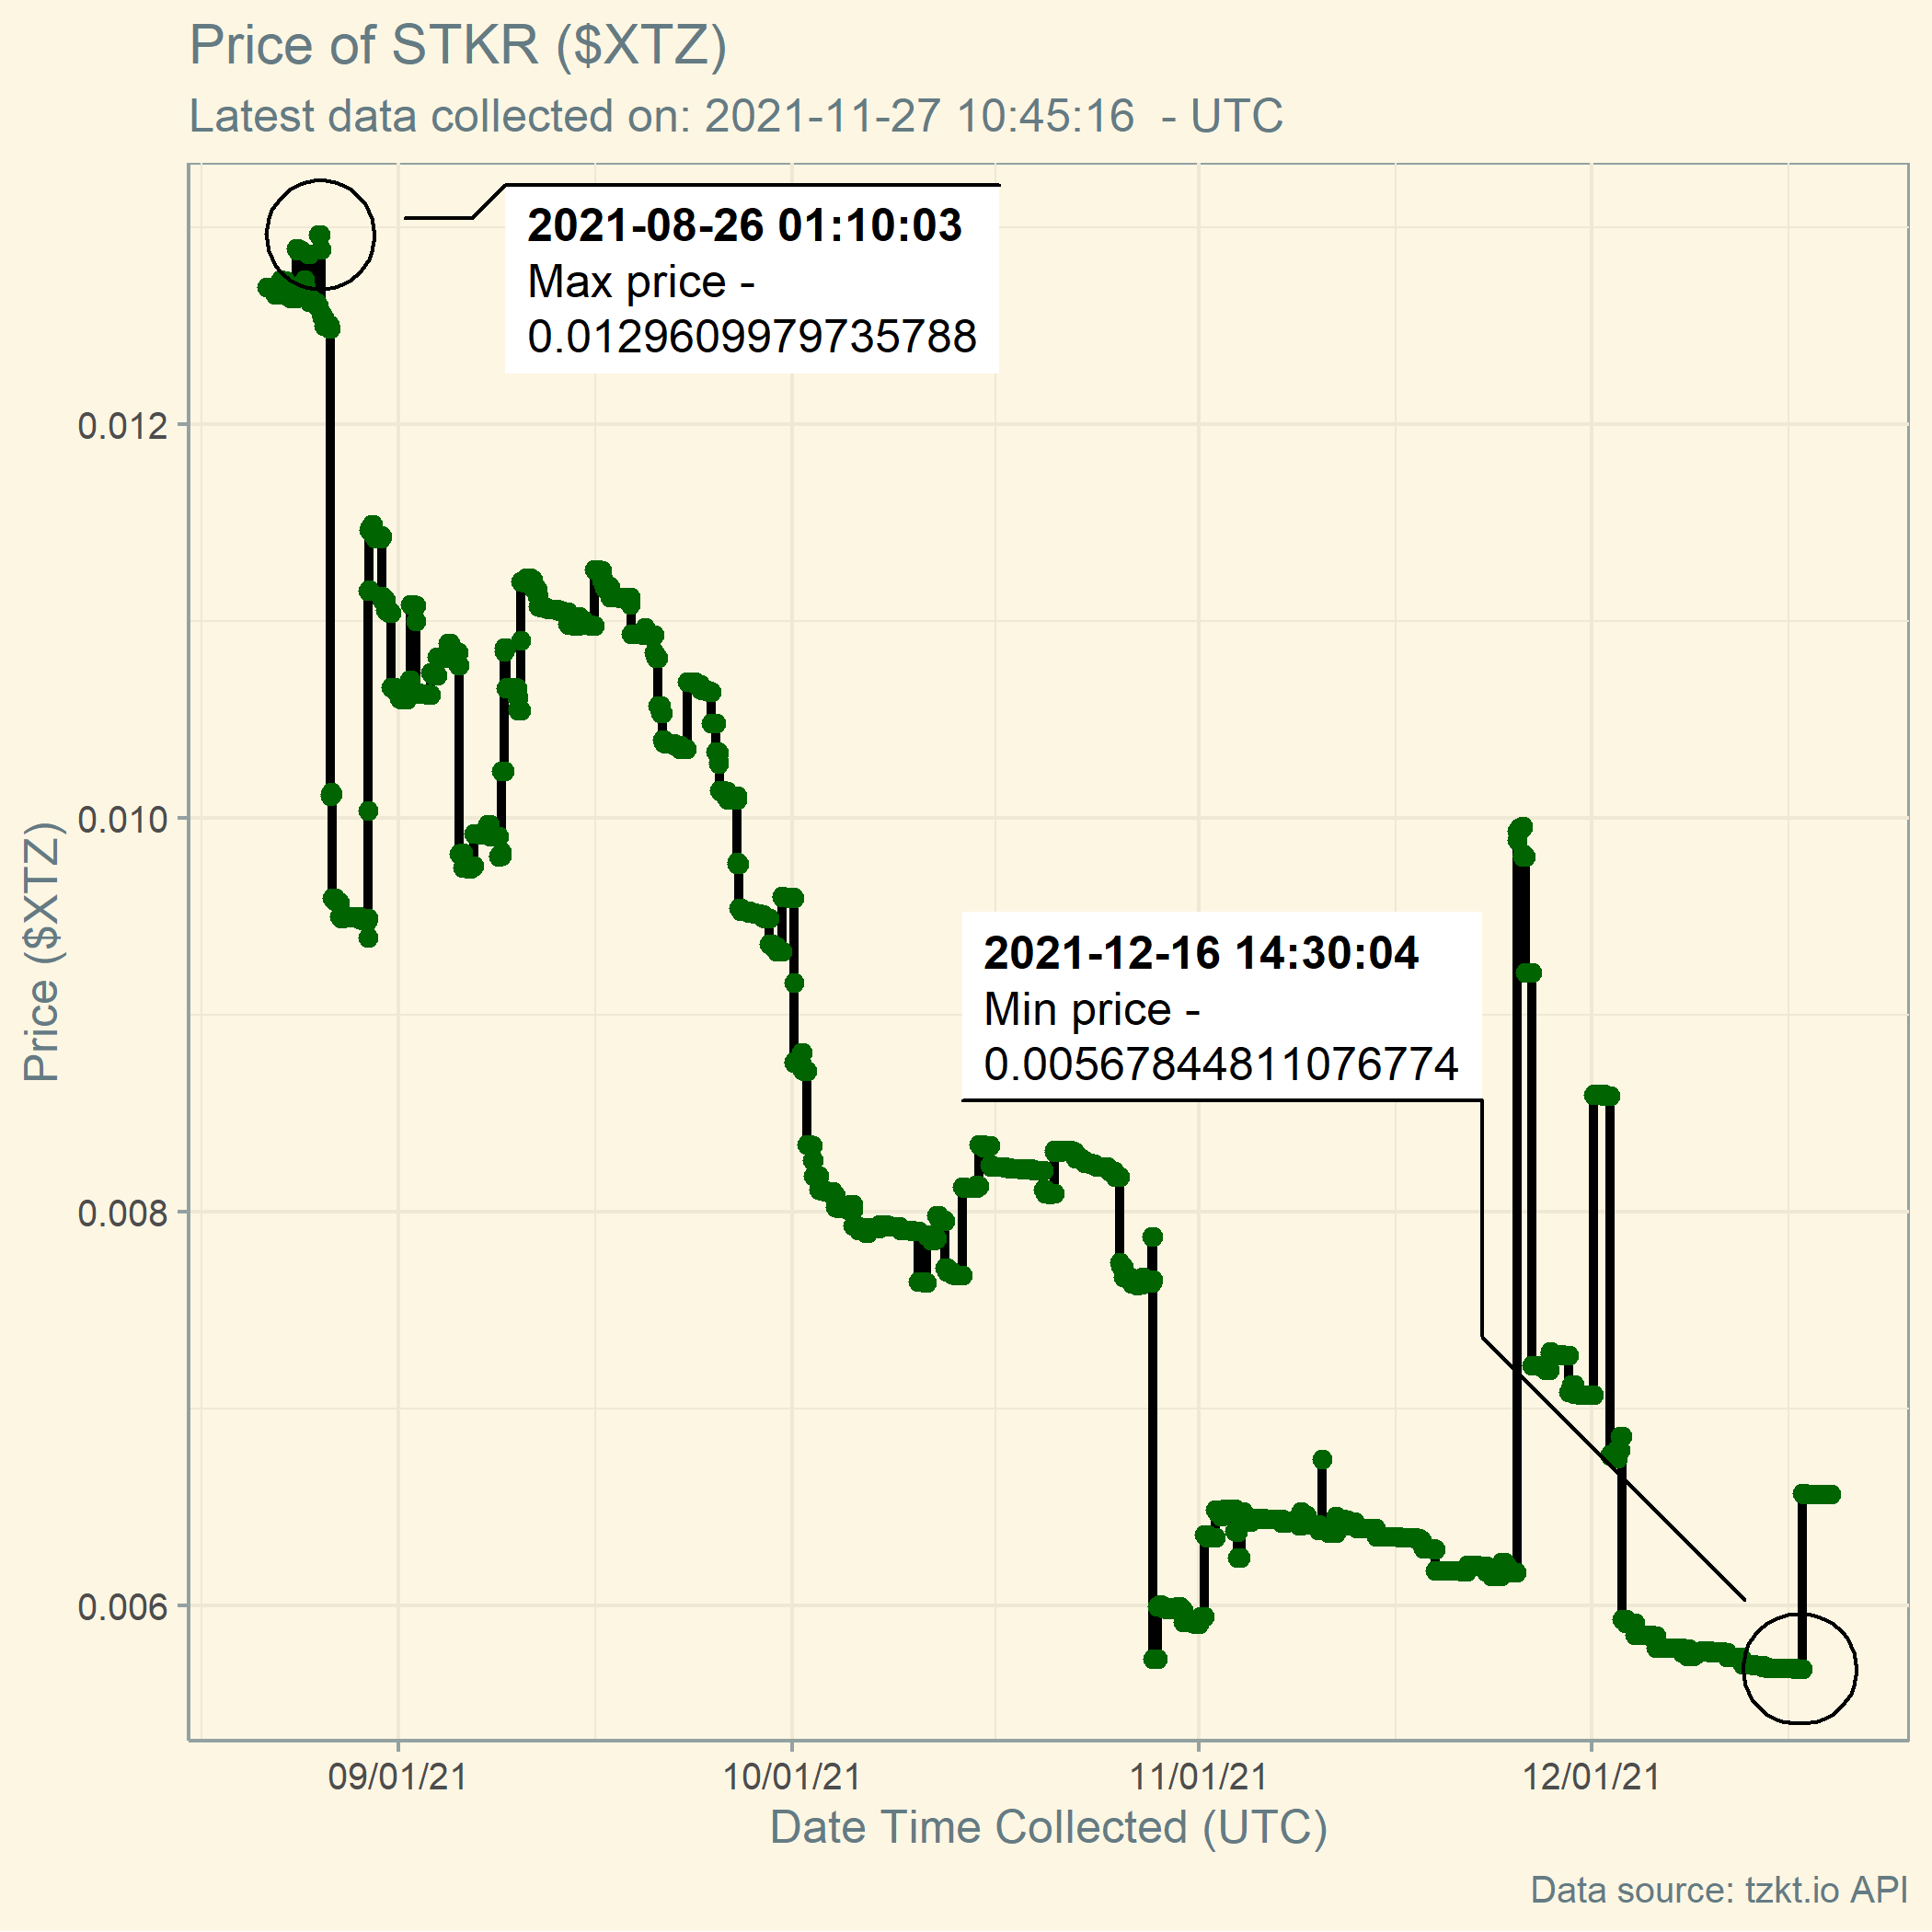 Price of STKR ($XTZ)
Latest data collected on: 2021-11-27 10:45:16  - UTC
2021-08-26 01:10:03
Max price -
0.0129609979735788
0.012
0.010
2021-12-16 14:30:04
Min price -
0.00567844811076774
0.008
0.006
Price ($XTZ)
09/01/21
10/01/21
11/01/21
12/01/21
Date Time Collected (UTC)
Data source: tzkt.io API